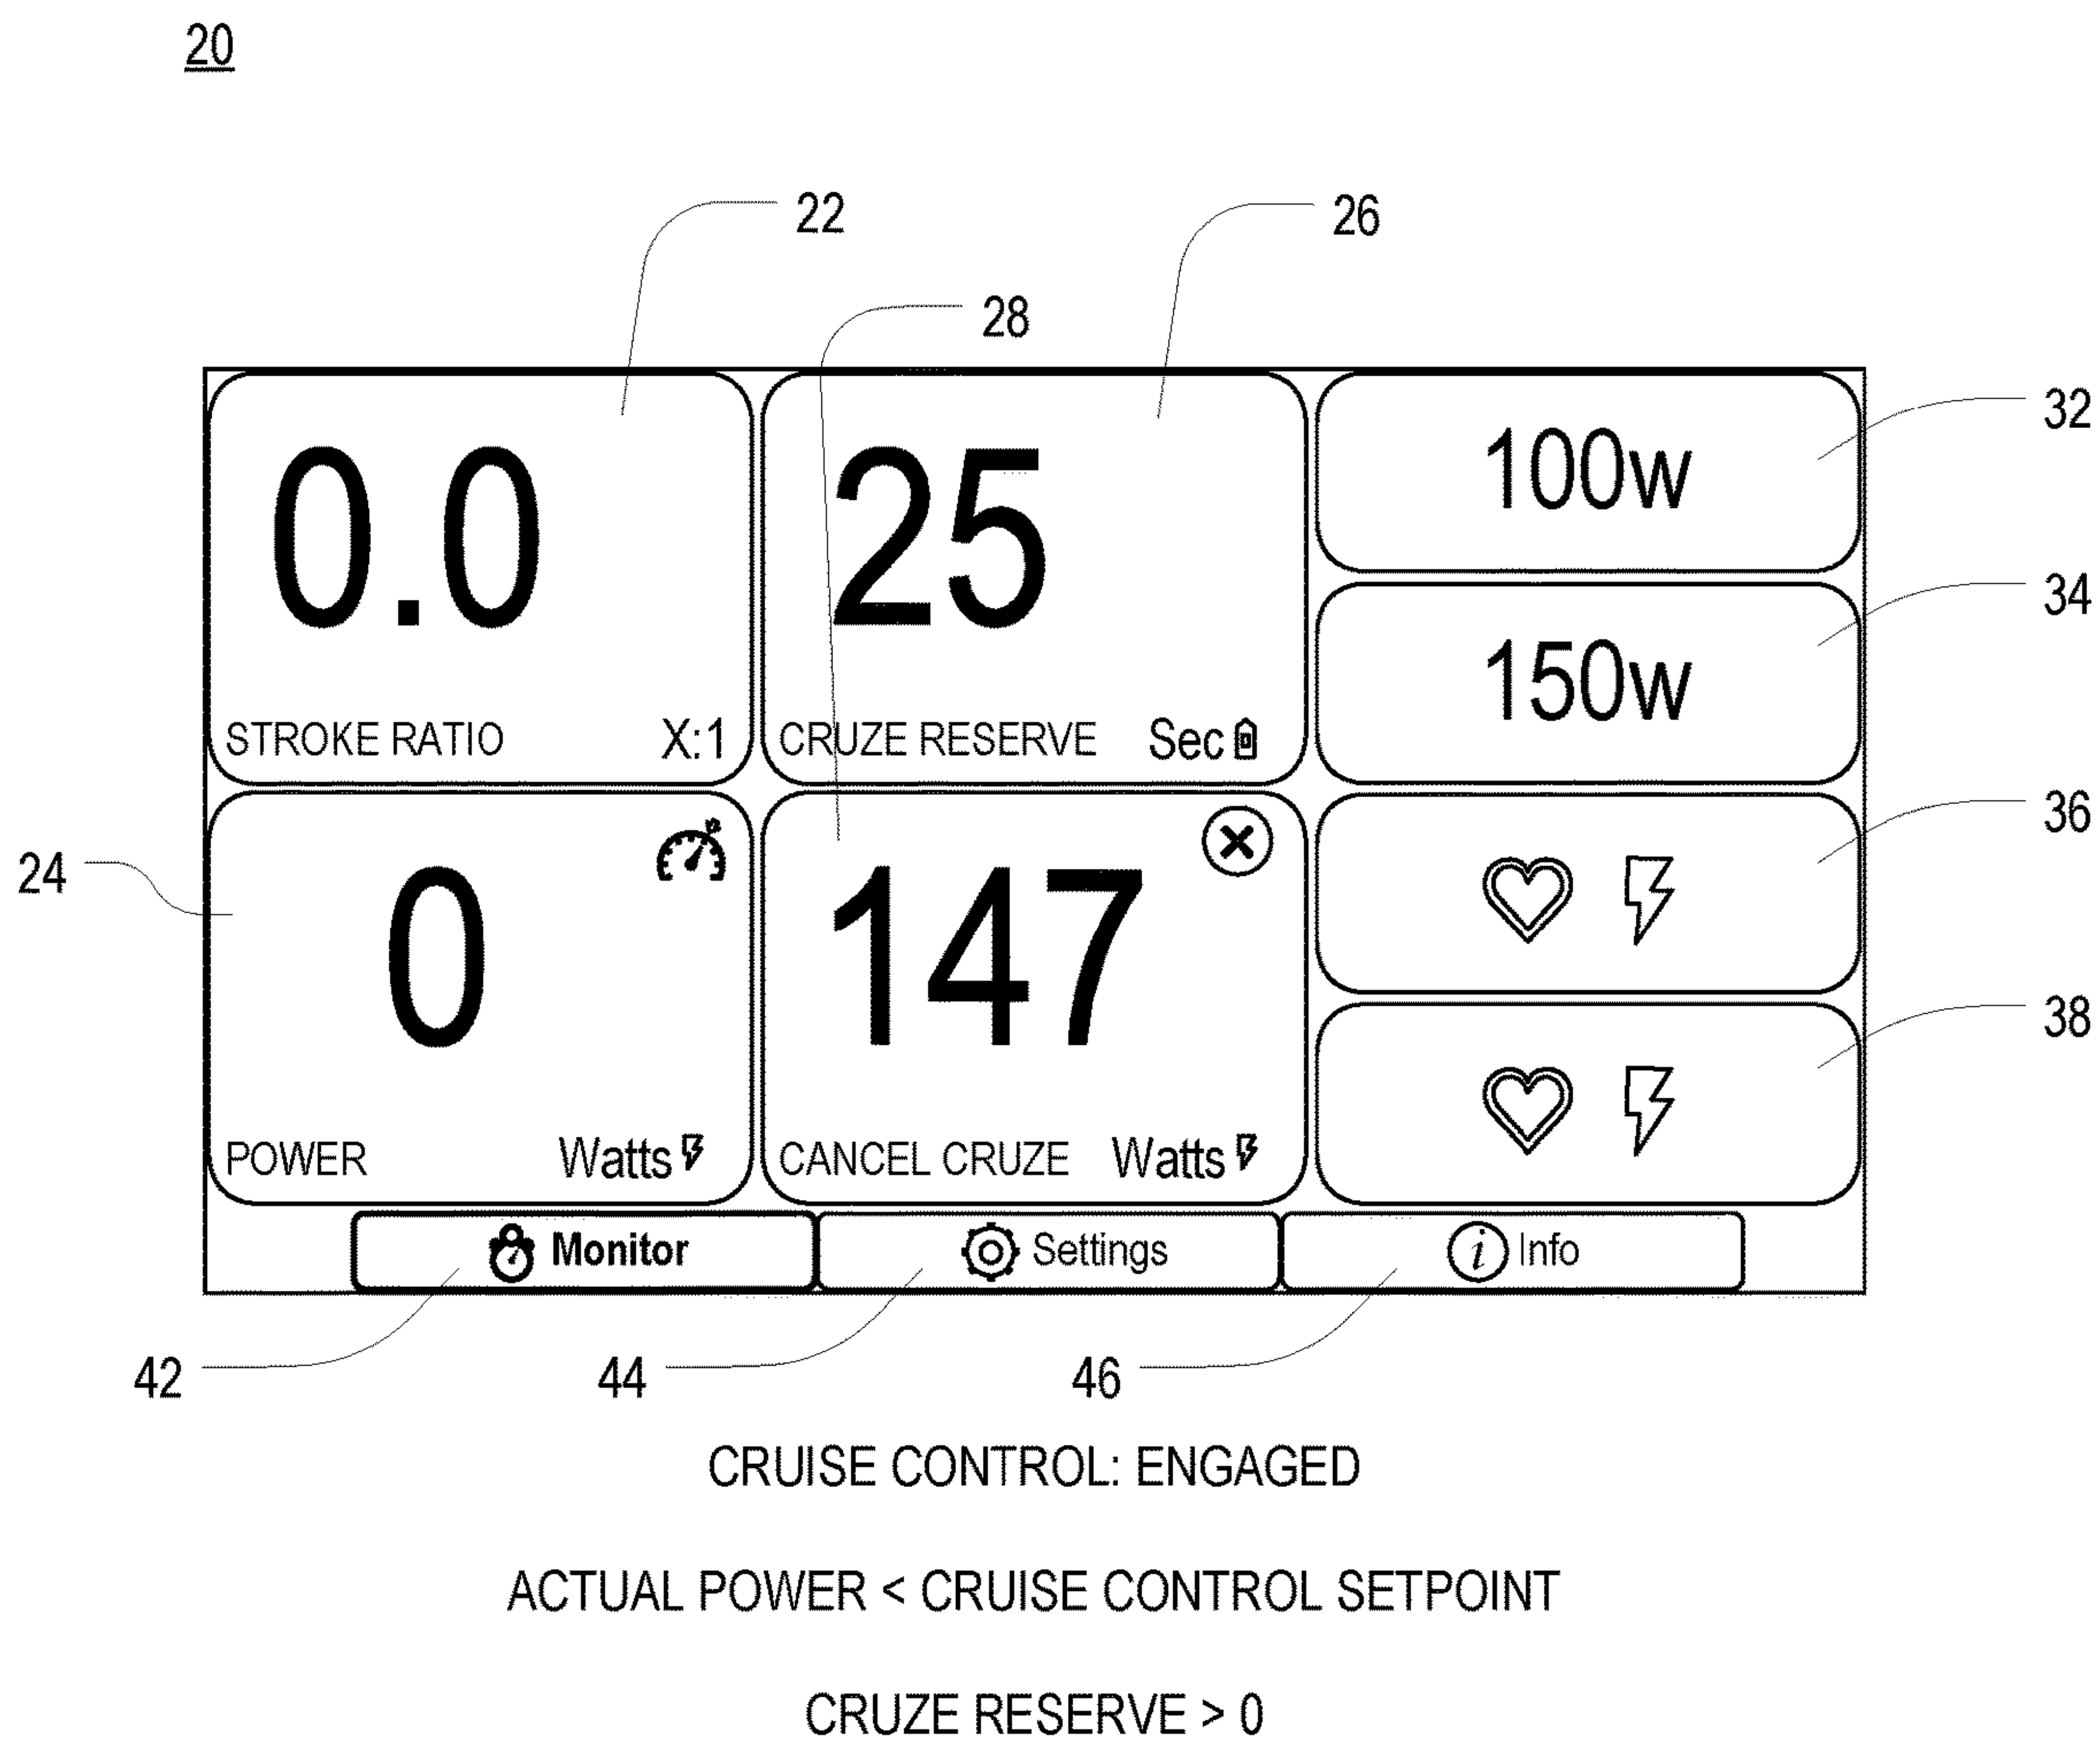 20
22
26
28
0.0
STROKE RATIO X:1
25
CRUZE RESERVE Sec
100w
32
150w
34
24
0
POWER Watts
147
CANCEL CRUZE Watts
36
38
Monitor
Settings
Info
42
44
46
CRUISE CONTROL: ENGAGED
ACTUAL POWER < CRUISE CONTROL SETPOINT
CRUZE RESERVE > 0